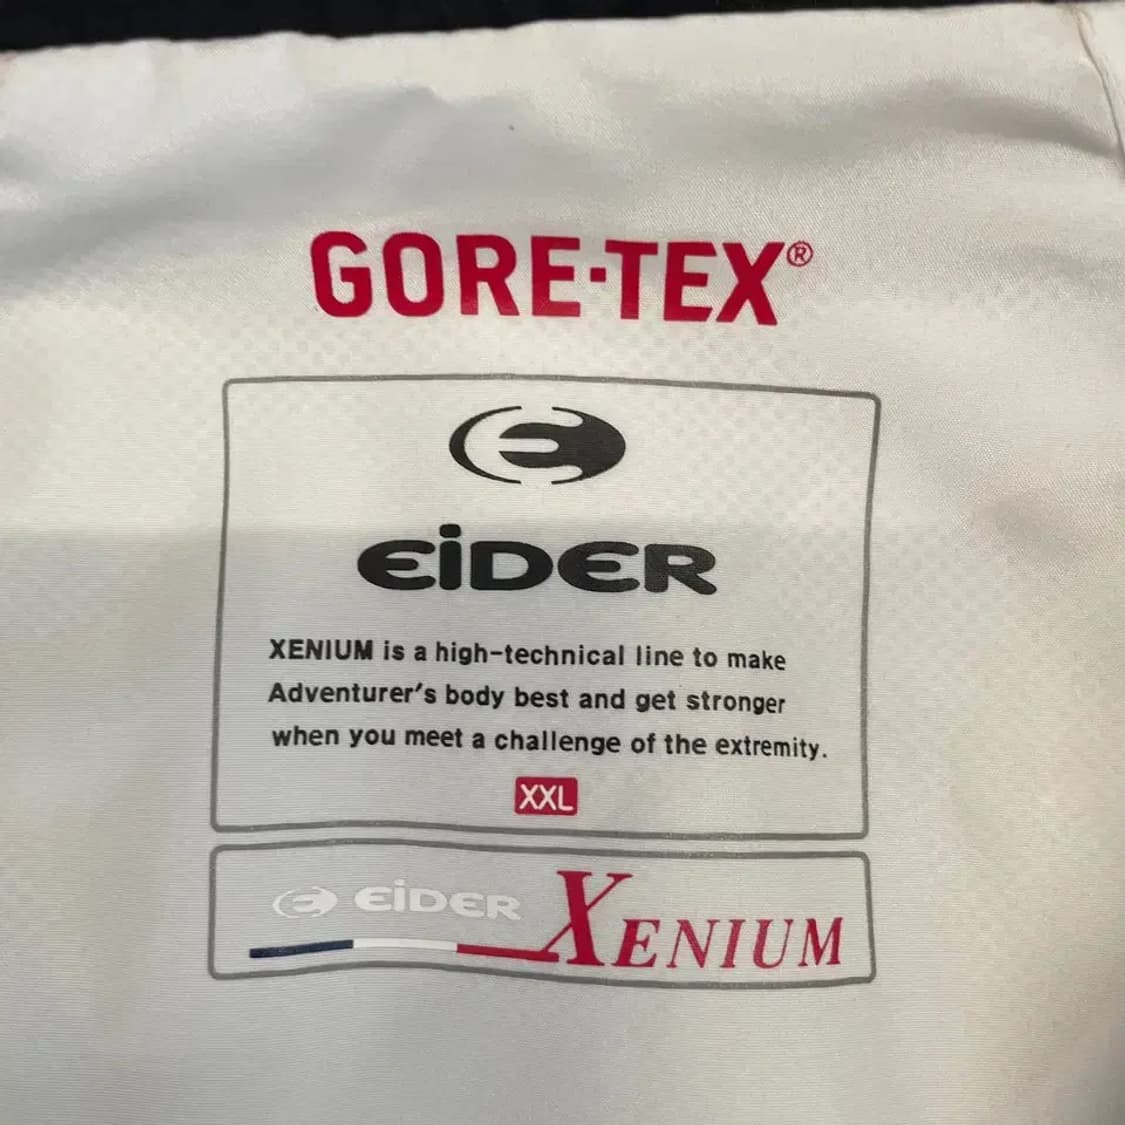 GORE-TEX®
EiDER
XENIUM is a high-technical line to make
Adventurer's body best and get stronger
when you meet a challenge of the extremity.
XXL
EiDER XENIUM